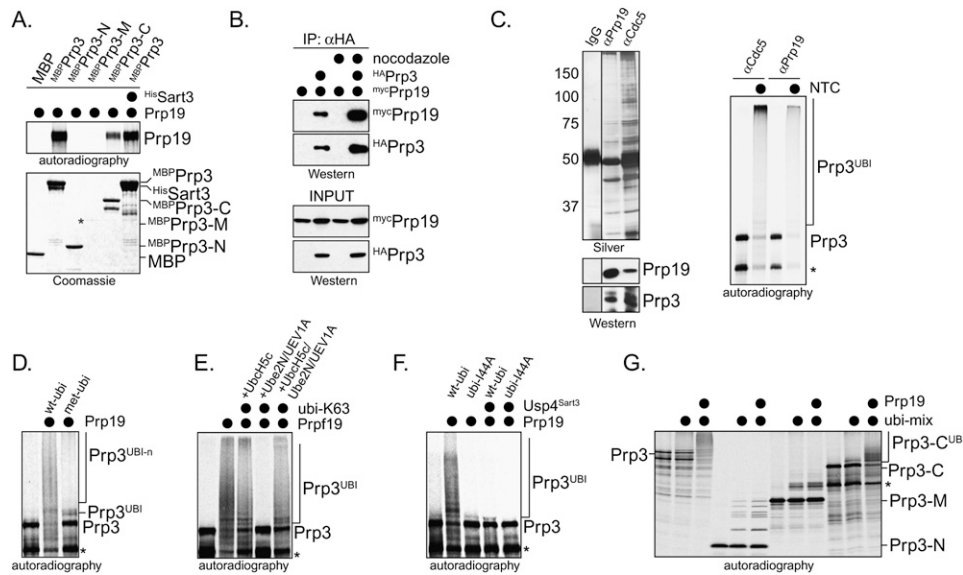 A.
MBP
MBPPrp3
MBPPrp3-N
MBPPrp3-M
MBPPrp3-C
MBPPrp3
HisSart3
Prp19
Prp19
autoradiography
MBPPrp3
HisSart3
MBPPrp3-C
*
MBPPrp3-M
MBPPrp3-N
MBP
Coomassie
B.
IP: αHA
nocodazole
HAPrp3
mycPrp19
mycPrp19
HAPrp3
Western
INPUT
mycPrp19
HAPrp3
Western
C.
IgG
αPrp19
αCdc5
150
100
75
50
37
Silver
Prp19
Prp3
Western
αCdc5
αPrp19
NTC
Prp3UBI
Prp3
*
autoradiography
D.
wt-ubi
met-ubi
Prp19
Prp3UBI-n
Prp3UBI
Prp3
*
autoradiography
E.
+UbcH5c
+Ube2N/UEV1A
+UbcH5c/
Ube2N/UEV1A
ubi-K63
Prpf19
Prp3UBI
Prp3
*
autoradiography
F.
wt-ubi
ubi-I44A
wt-ubi
ubi-I44A
Usp4Sart3
Prp19
Prp3UBI
Prp3
*
autoradiography
G.
Prp19
ubi-mix
Prp3
Prp3-CUB
Prp3-C
*
Prp3-M
Prp3-N
autoradiography